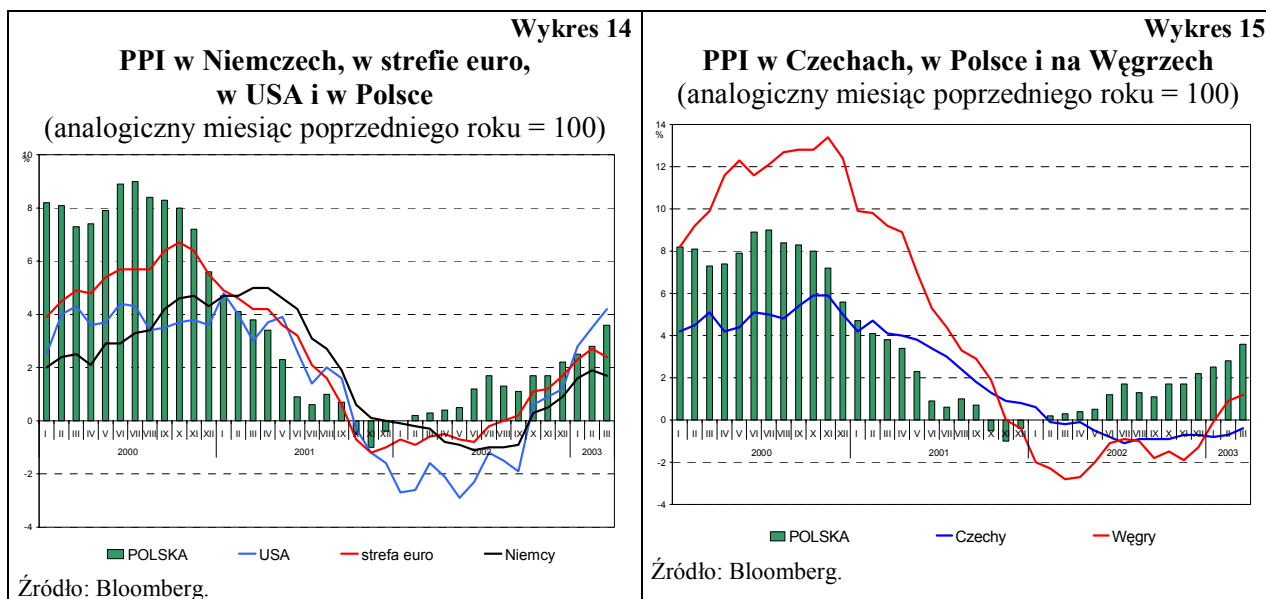 Wykres 14
PPI w Niemczech, w strefie euro,
w USA i w Polsce
(analogiczny miesiąc poprzedniego roku = 100)
10
%
8
6
4
2
0
-2
-4
I II III IV V VI VII VIII IX X XI XII I II III IV V VI VII VIII IX X XI XII I II III IV V VI VII VIII IX X XI XII I II III
2000 2001 2002 2003
POLSKA USA strefa euro Niemcy
Źródło: Bloomberg.
Wykres 15
PPI w Czechach, w Polsce i na Węgrzech
(analogiczny miesiąc poprzedniego roku = 100)
14
%
12
10
8
6
4
2
0
-2
-4
I II III IV V VI VII VIII IX X XI XII I II III IV V VI VII VIII IX X XI XII I II III IV V VI VII VIII IX X XI XII I II III
2000 2001 2002 2003
POLSKA Czechy Węgry
Źródło: Bloomberg.